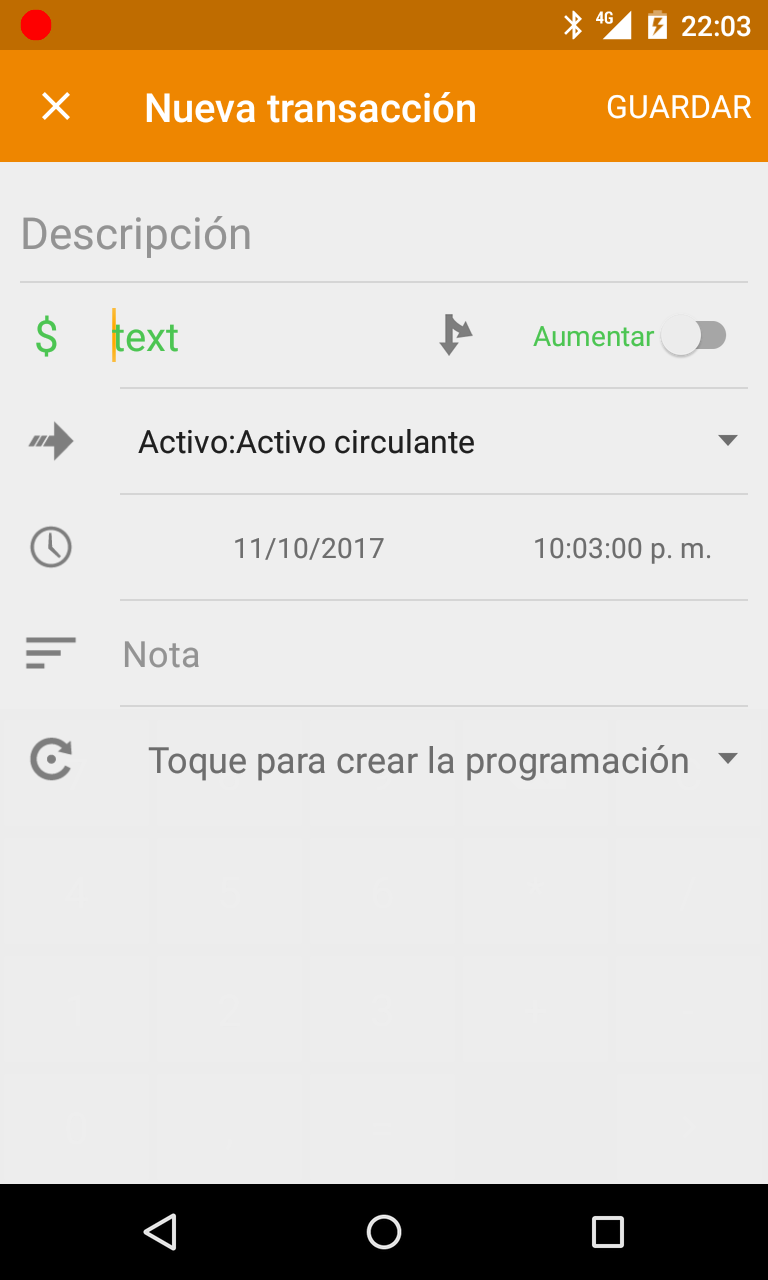 4G 22:03
Nueva transacción GUARDAR
Descripción
$ text Aumentar
Activo:Activo circulante
11/10/2017 10:03:00 p. m.
Nota
Toque para crear la programación